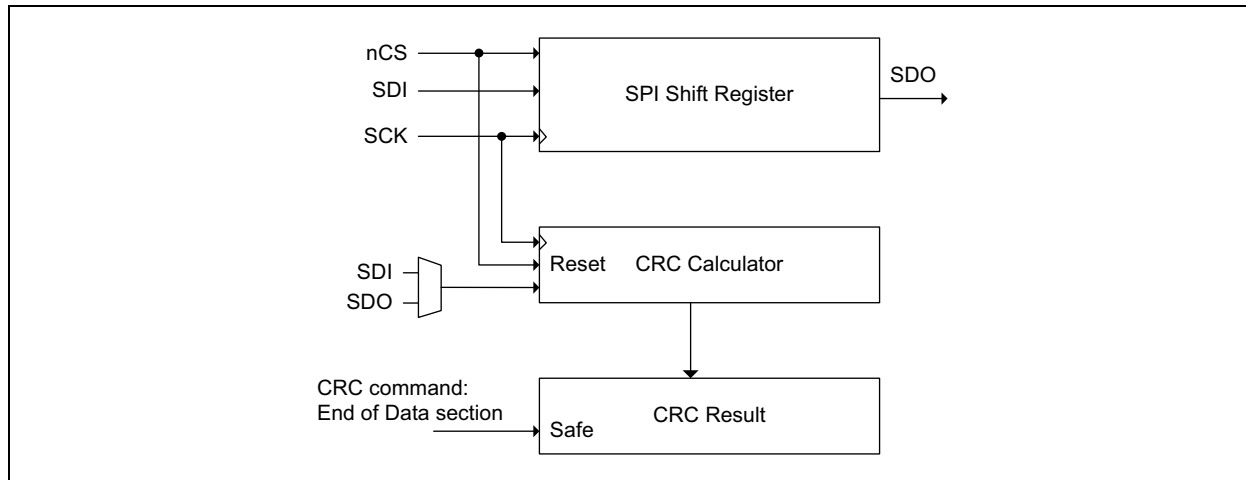 nCS
SDI
SCK
SPI Shift Register
SDO
Reset
CRC Calculator
SDI
SDO
CRC command:
End of Data section
Safe
CRC Result